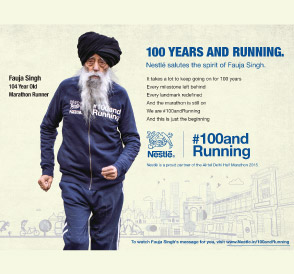 100 YEARS AND RUNNING.
Nestlé salutes the spirit of Fauja Singh.
Fauja Singh
104 Year Old
Marathon Runner
It takes a lot to keep going on for 100 years
Every milestone left behind
Every landmark redefined
And the marathon is still on
We are #100andRunning
And this is just the beginning
#100and
Running
Nestlé
#100and
Running
Nestlé is a proud partner of the Airtel Delhi Half Marathon 2015
To watch Fauja Singh's message for you, visit www.Nestle.in/100andRunning